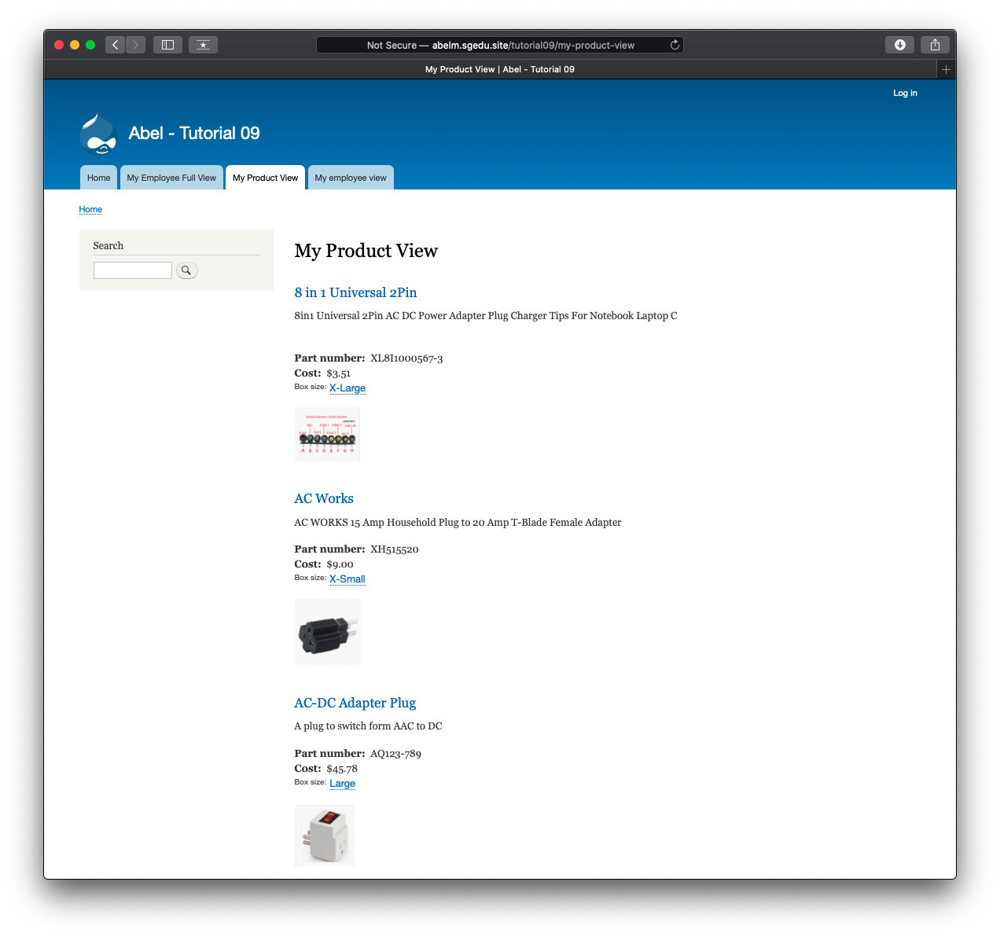 Not Secure — abelm.sgedu.site/tutorial09/my-product-view
My Product View | Abel - Tutorial 09
Log in
Abel - Tutorial 09
Home
My Employee Full View
My Product View
My employee view
Home
Search
My Product View
8 in 1 Universal 2Pin
8in1 Universal 2Pin AC DC Power Adapter Plug Charger Tips For Notebook Laptop C
Part number: XL8I1000567-3
Cost: $3.51
Box size: X-Large
A B C D E F G H
AC Works
AC WORKS 15 Amp Household Plug to 20 Amp T-Blade Female Adapter
Part number: XH515520
Cost: $9.00
Box size: X-Small
AC-DC Adapter Plug
A plug to switch form AAC to DC
Part number: AQ123-789
Cost: $45.78
Box size: Large